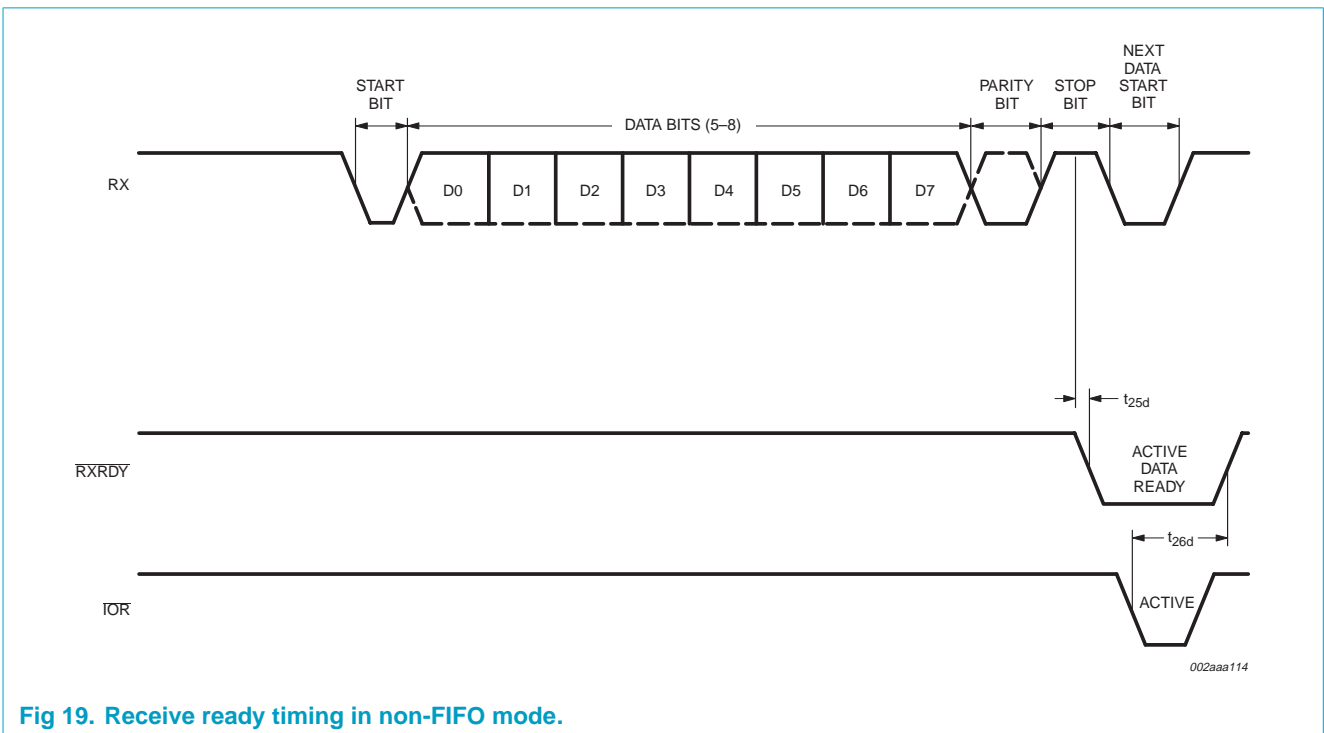 START
BIT
DATA BITS (5–8)
PARITY
BIT
STOP
BIT
NEXT
DATA
START
BIT
RX
D0
D1
D2
D3
D4
D5
D6
D7
t25d
RXRDY
ACTIVE
DATA
READY
t26d
IOR
ACTIVE
002aaa114
Fig 19. Receive ready timing in non-FIFO mode.